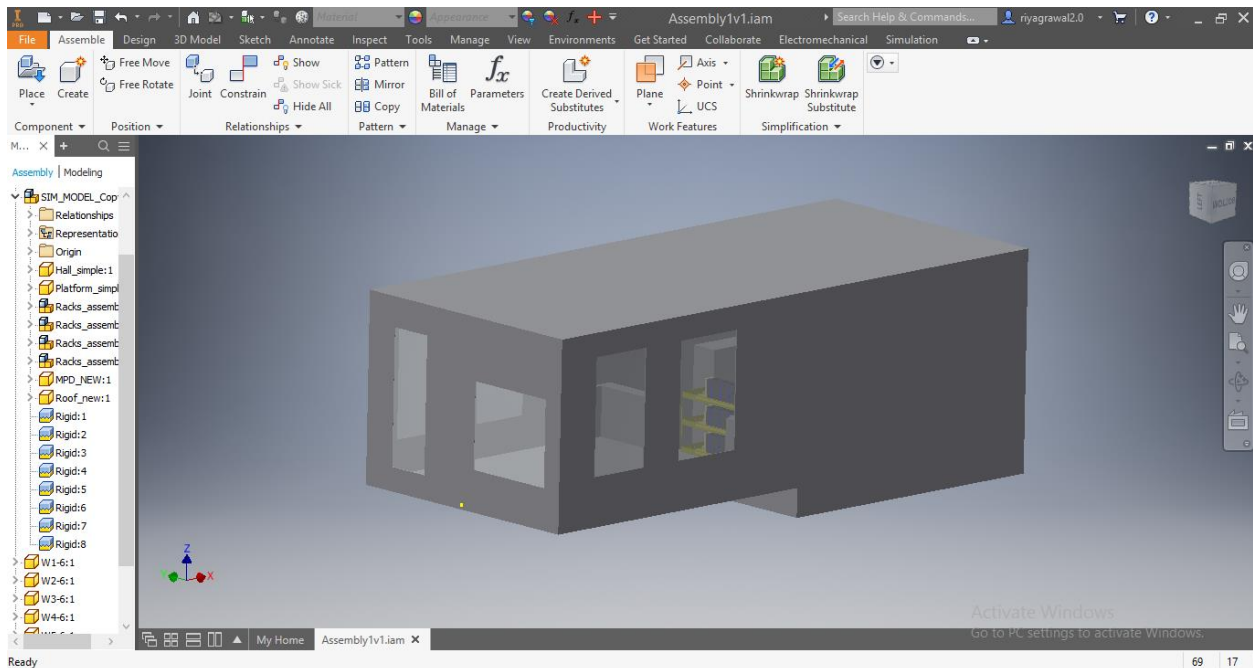 PRO
Material
Appearance
Assembly1v1.iam
Search Help & Commands...
riyagrawal2.0
File Assemble Design 3D Model Sketch Annotate Inspect Tools Manage View Environments Get Started Collaborate Electromechanical Simulation
Place
Create
Free Move
Free Rotate
Joint
Constrain
Show
Show Sick
Hide All
Pattern
Mirror
Copy
Bill of Materials
fx
Parameters
Create Derived Substitutes
Plane
Axis
Point
UCS
Shrinkwrap
Shrinkwrap Substitute
Component Position Relationships Pattern Manage Productivity Work Features Simplification
M... X +
Assembly | Modeling
SIM_MODEL_Cop
Relationships
Representatio
Origin
Hall_simple:1
Platform_simpl
Racks_assemb
Racks_assemb
Racks_assemb
Racks_assemb
MPD_NEW:1
Roof_new:1
Rigid:1
Rigid:2
Rigid:3
Rigid:4
Rigid:5
Rigid:6
Rigid:7
Rigid:8
W1-6:1
W2-6:1
W3-6:1
W4-6:1
Z
Y
X
Activate Windows
Go to PC settings to activate Windows.
My Home Assembly1v1.iam
Ready
69 17